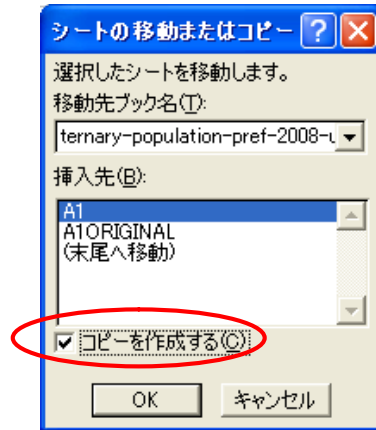 シートの移動またはコピー
選択したシートを移動します。
移動先ブック名(T):
ternary-population-pref-2008-
挿入先(B):
A1
A1ORIGINAL
(末尾へ移動)
コピーを作成する(C)
OK キャンセル